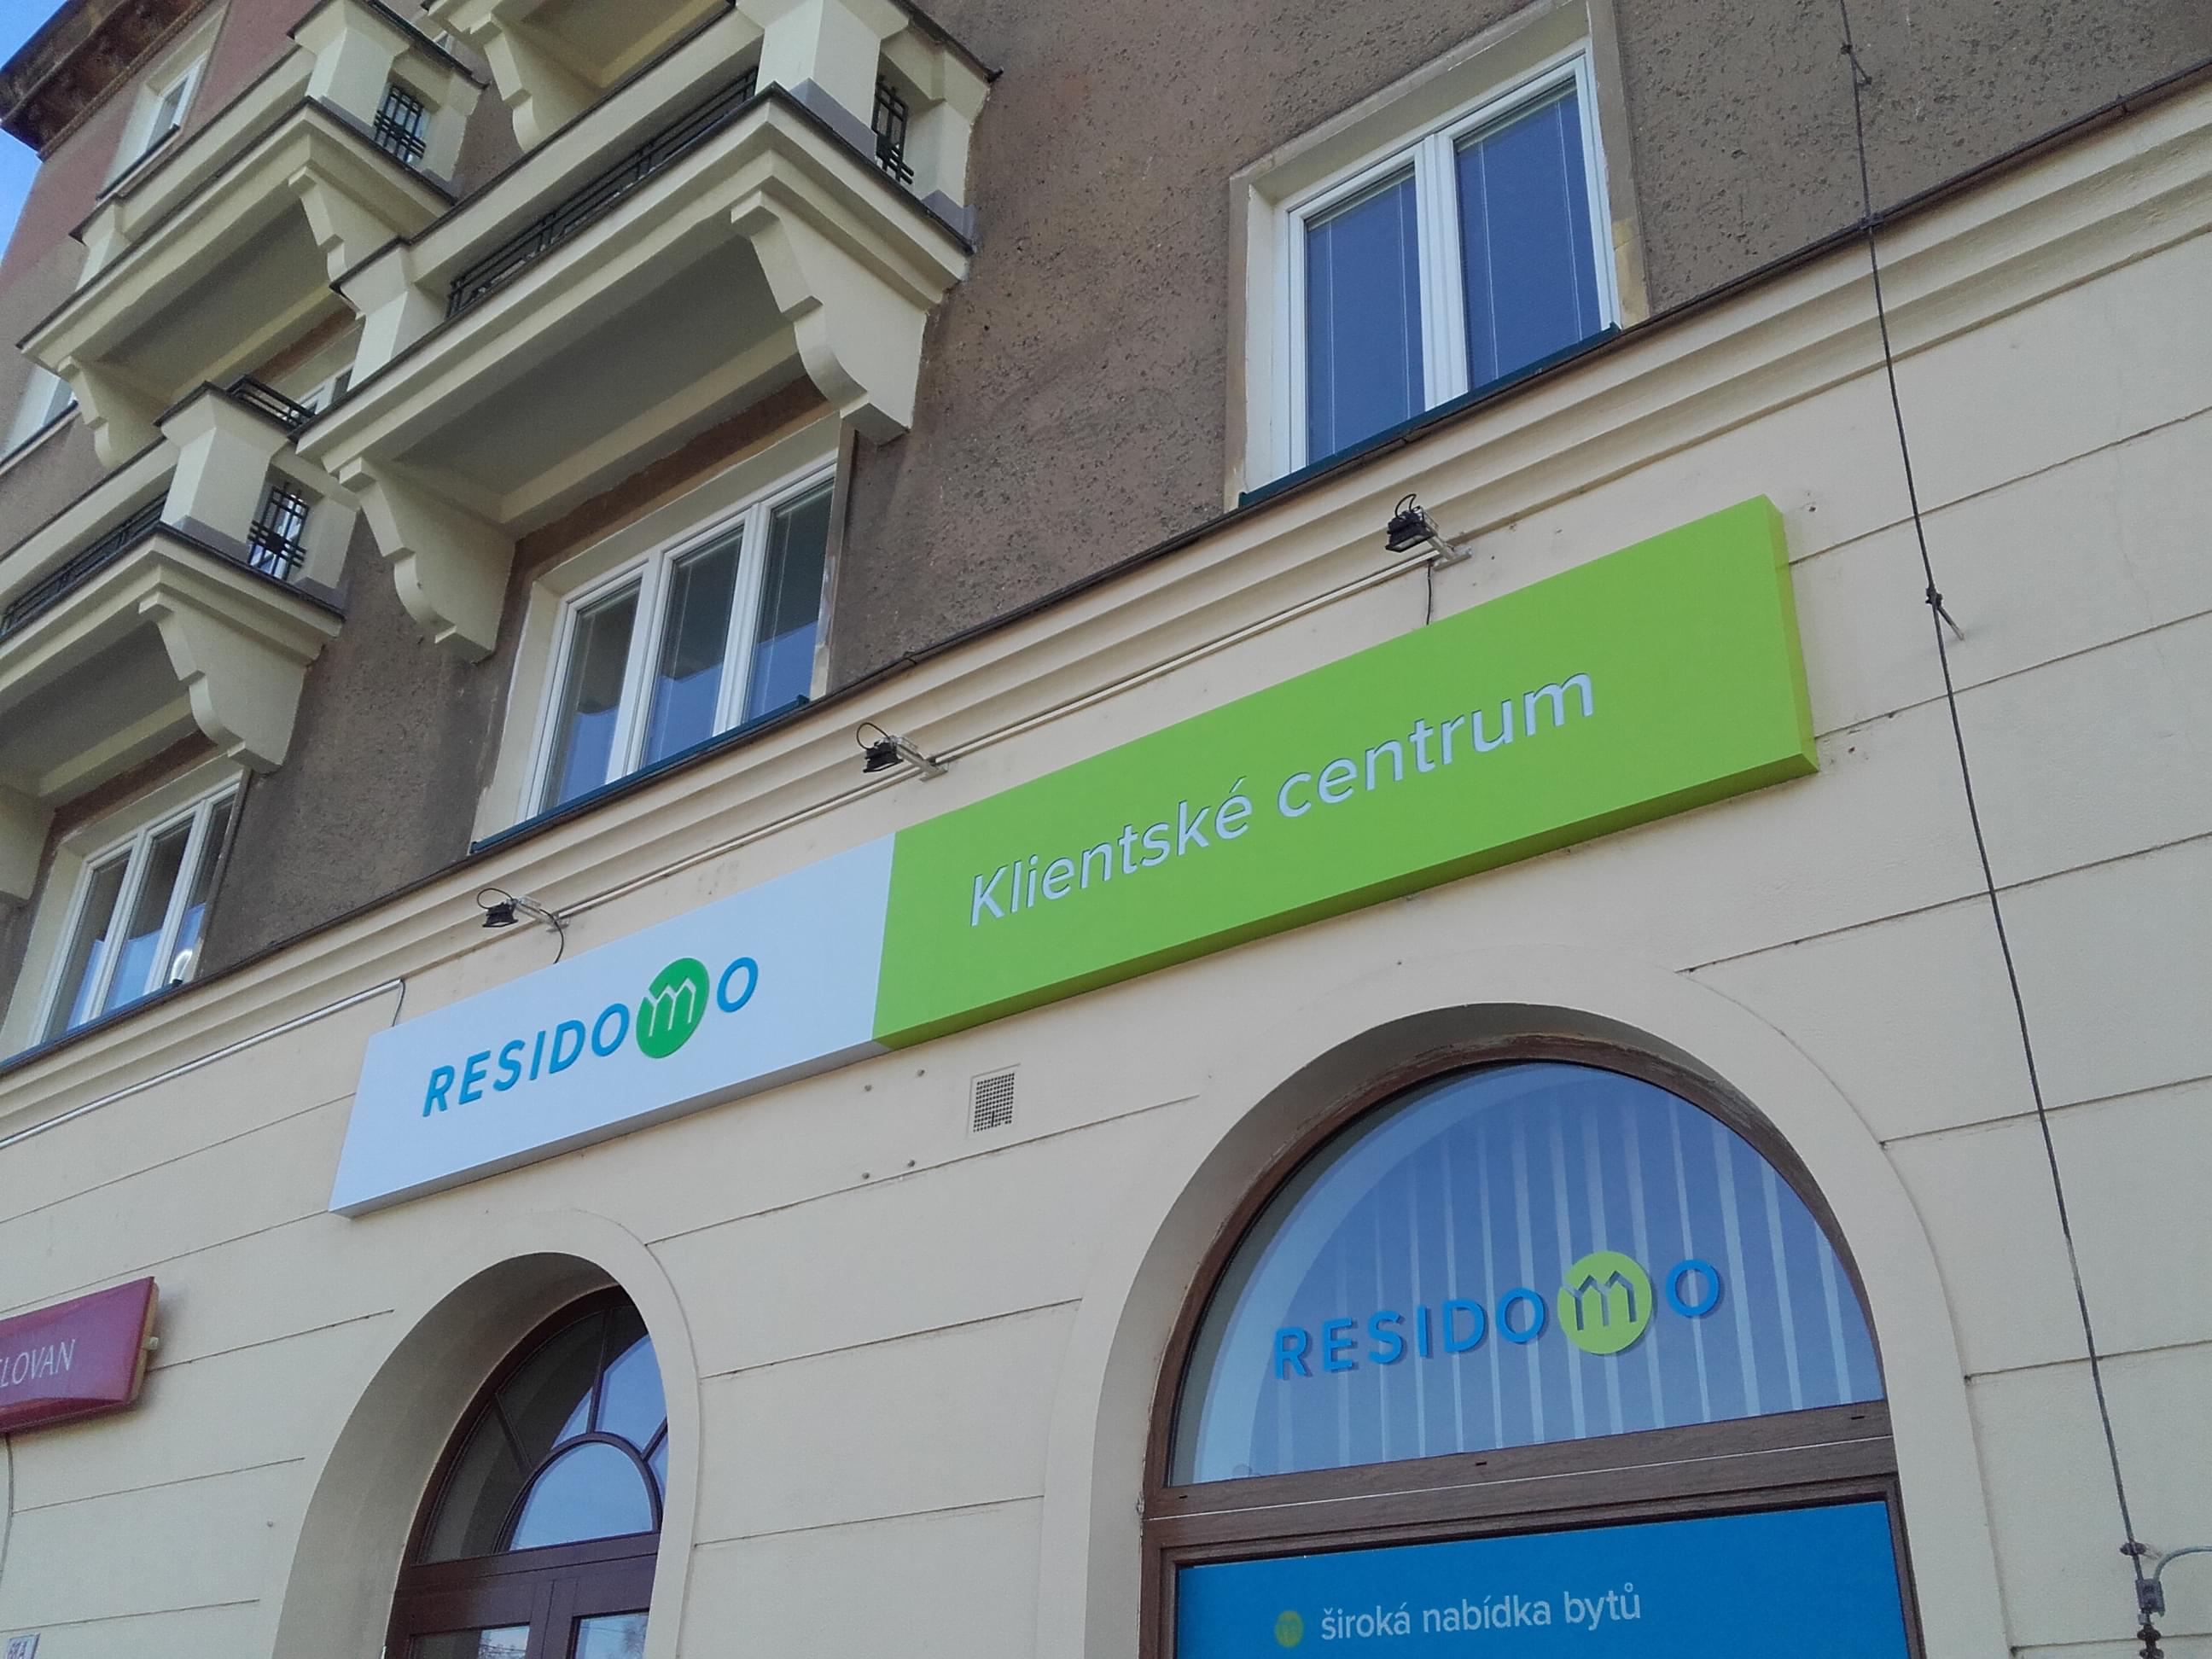 RESIDOMO
Klientské centrum
RESIDOMO
široká nabídka bytů
LOVAN